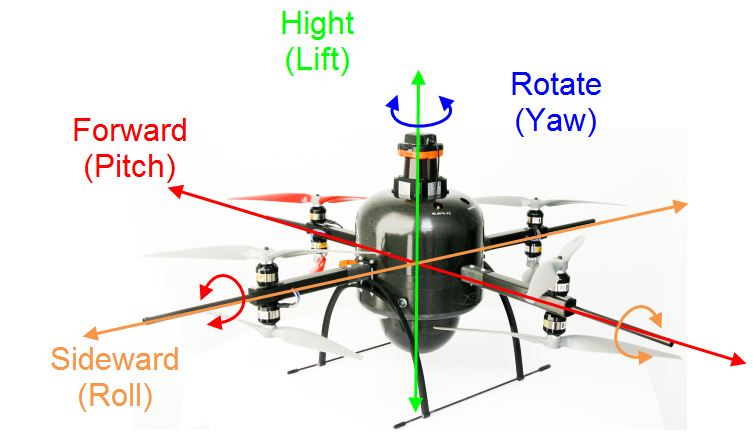 Hight
(Lift)
Rotate
(Yaw)
Forward
(Pitch)
Sideward
(Roll)